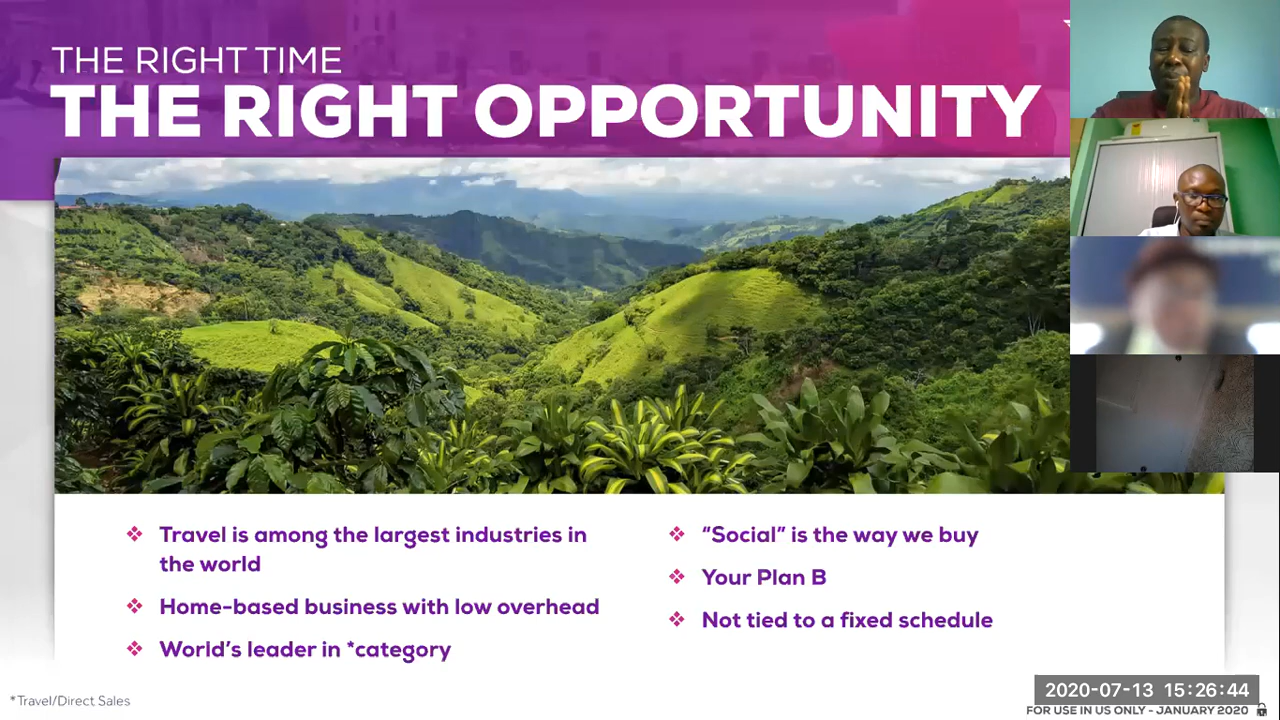 THE RIGHT TIME
THE RIGHT OPPORTUNITY
Travel is among the largest industries in
the world
Home-based business with low overhead
World's leader in *category
“Social” is the way we buy
Your Plan B
Not tied to a fixed schedule
*Travel/Direct Sales
2020-07-13 15:26:44
FOR USE IN US ONLY - JANUARY 2020